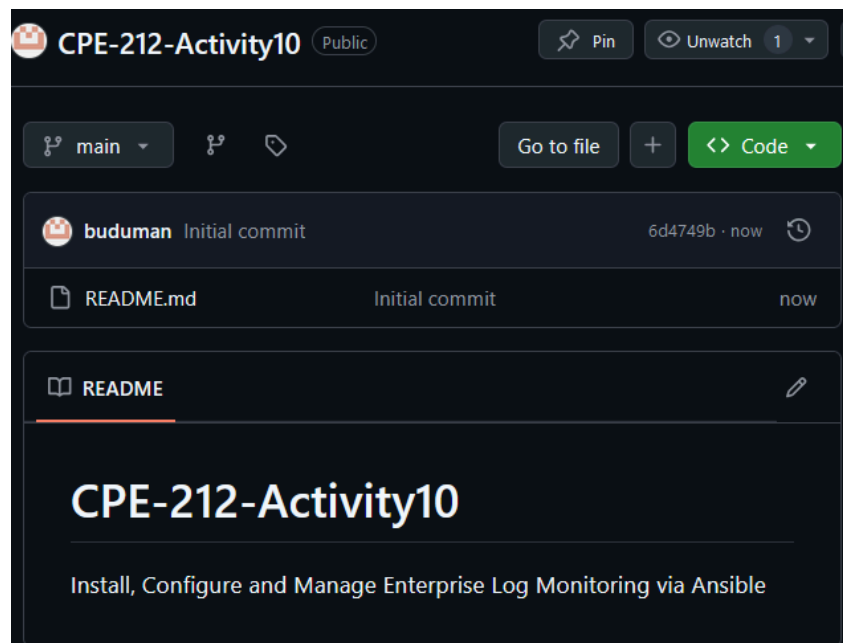 CPE-212-Activity10 Public Pin Unwatch 1
main Go to file Code
buduman Initial commit 6d4749b · now
README.md Initial commit now
README
CPE-212-Activity10
Install, Configure and Manage Enterprise Log Monitoring via Ansible